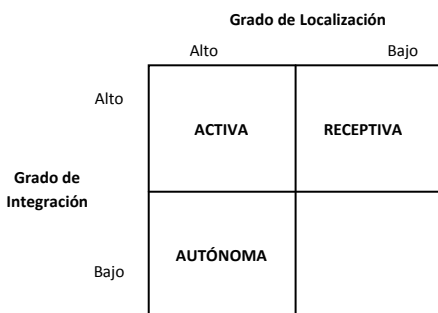 Grado de Localización
Alto Bajo
Alto
ACTIVA RECEPTIVA
Grado de
Integración
AUTÓNOMA
Bajo